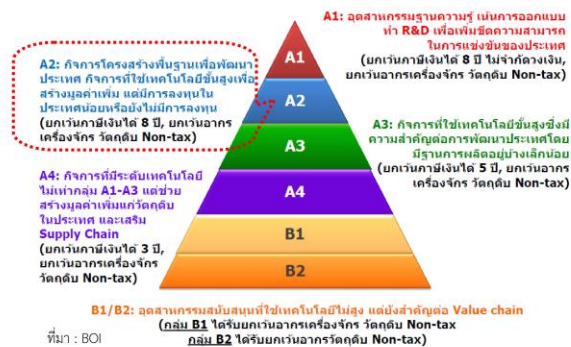 A1: อุตสาหกรรมฐานความรู้ เน้นการออกแบบ
ทำ R&D เพื่อเพิ่มขีดความสามารถ
ในการแข่งขันของประเทศ
(ยกเว้นภาษีเงินได้ 8 ปี ไม่จำกัดวงเงิน,
ยกเว้นอากรเครื่องจักร วัตถุดิบ Non-tax)
A2: กิจการโครงสร้างพื้นฐานเพื่อพัฒนา
ประเทศ กิจการที่ใช้เทคโนโลยีขั้นสูงเพื่อ
สร้างมูลค่าเพิ่ม แต่มีการลงทุนใน
ประเทศน้อยหรือยังไม่มีการลงทุน
(ยกเว้นภาษีเงินได้ 8 ปี, ยกเว้นอากร
เครื่องจักร วัตถุดิบ Non-tax)
A3: กิจการที่ใช้เทคโนโลยีขั้นสูงซึ่งมี
ความสำคัญต่อการพัฒนาประเทศโดย
มีฐานการผลิตอยู่บ้างเล็กน้อย
(ยกเว้นภาษีเงินได้ 5 ปี, ยกเว้นอากร
เครื่องจักร วัตถุดิบ Non-tax)
A4: กิจการที่มีระดับเทคโนโลยี
ไม่เท่ากลุ่ม A1-A3 แต่ช่วย
สร้างมูลค่าเพิ่มแก่วัตถุดิบ
ในประเทศ และเสริม
Supply Chain
(ยกเว้นภาษีเงินได้ 3 ปี,
ยกเว้นอากรเครื่องจักร
วัตถุดิบ Non-tax)
A1
A2
A3
A4
B1
B2
B1/B2: อุตสาหกรรมสนับสนุนที่ใช้เทคโนโลยีไม่สูง แต่ยังสำคัญต่อ Value chain
(กลุ่ม B1 ได้รับยกเว้นอากรเครื่องจักร วัตถุดิบ Non-tax
กลุ่ม B2 ได้รับยกเว้นอากรวัตถุดิบ Non-tax)
ที่มา : BOI